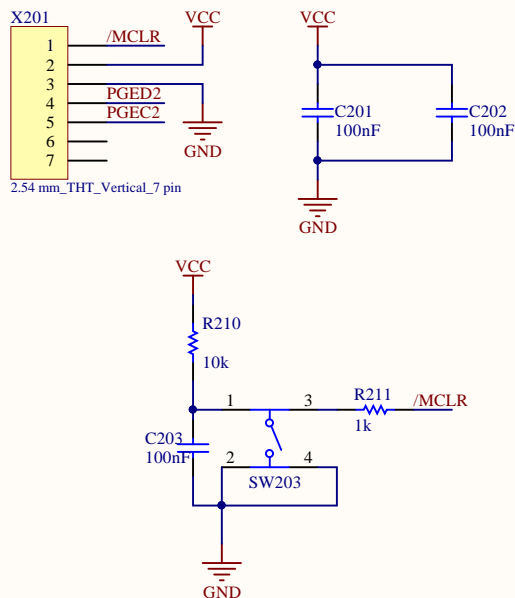 X201
1 /MCLR
2
3
4 PGED2
5 PGEC2
6
7
2.54 mm_THT_Vertical_7 pin
VCC
GND
VCC
C201
100nF
C202
100nF
GND
VCC
R210
10k
C203
100nF
1
3
2
4
SW203
R211
1k
/MCLR
GND